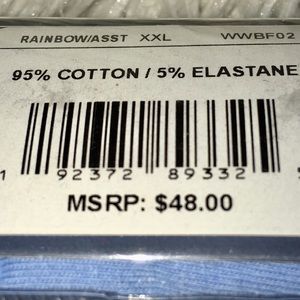 RAINBOW/ASST XXL WWBF02
95% COTTON / 5% ELASTANE
92372 89332
MSRP: $48.00